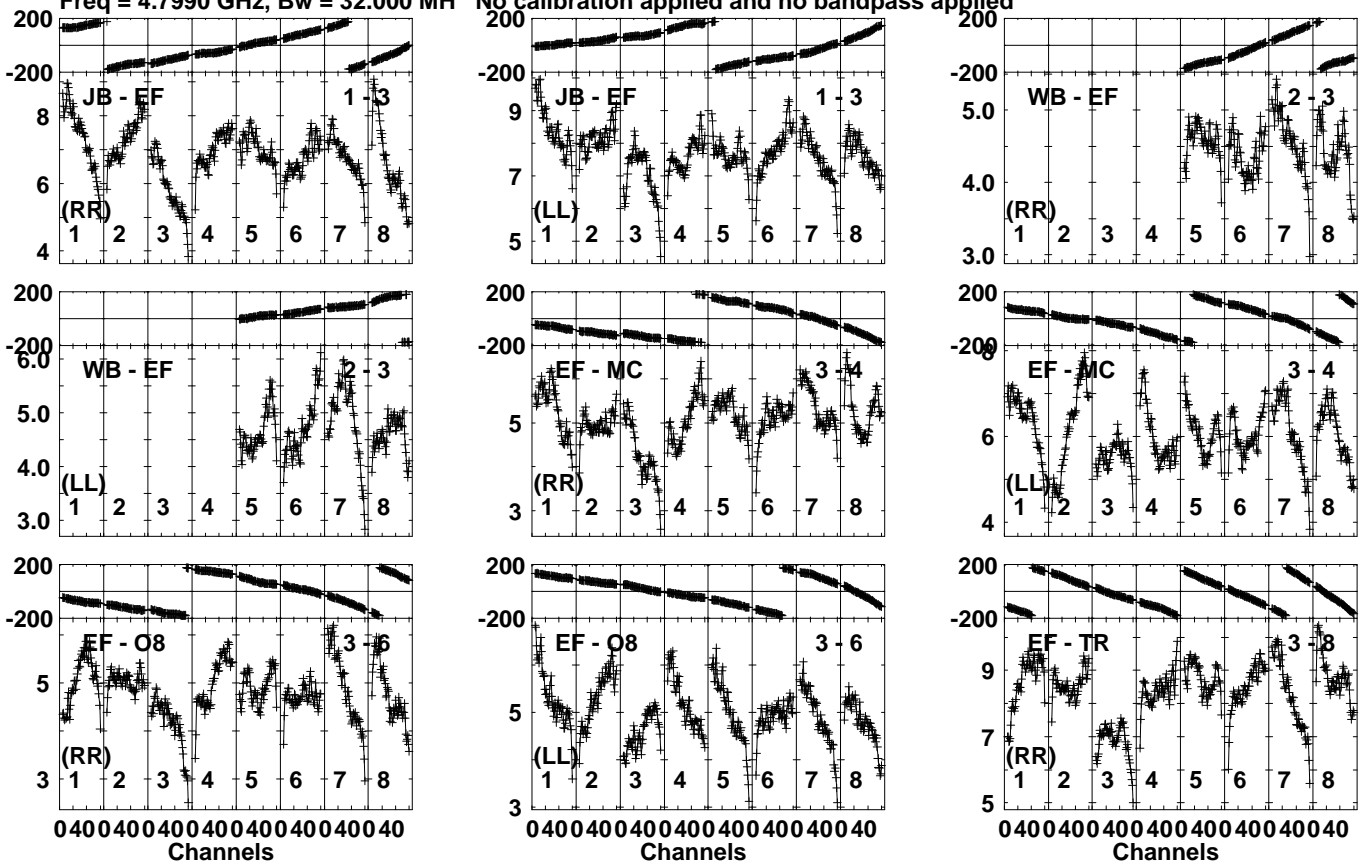 Freq = 4.7990 GHz, Bw = 32.000 MH No calibration applied and no bandpass applied
200
-200
JB - EF 1 - 3
8
6
4
(RR)
1 2 3 4 5 6 7 8
200
-200
JB - EF 1 - 3
9
7
5
(LL)
1 2 3 4 5 6 7 8
200
-200
WB - EF 2 - 3
5.0
4.0
3.0
(RR)
1 2 3 4 5 6 7 8
200
-200
6.0
WB - EF 2 - 3
5.0
4.0
3.0
(LL)
1 2 3 4 5 6 7 8
200
-200
EF - MC 3 - 4
5
3
(RR)
1 2 3 4 5 6 7 8
200
-200
8
EF - MC 3 - 4
6
4
(LL)
1 2 3 4 5 6 7 8
200
-200
EF - O8 3 - 6
5
3
(RR)
1 2 3 4 5 6 7 8
0 40 0 40 0 40 0 40 0 40 0 40 0 40 0 40
Channels
200
-200
EF - O8 3 - 6
5
3
(LL)
1 2 3 4 5 6 7 8
0 40 0 40 0 40 0 40 0 40 0 40 0 40 0 40
Channels
200
-200
EF - TR 3 - 8
9
7
5
(RR)
1 2 3 4 5 6 7 8
0 40 0 40 0 40 0 40 0 40 0 40 0 40 0 40
Channels